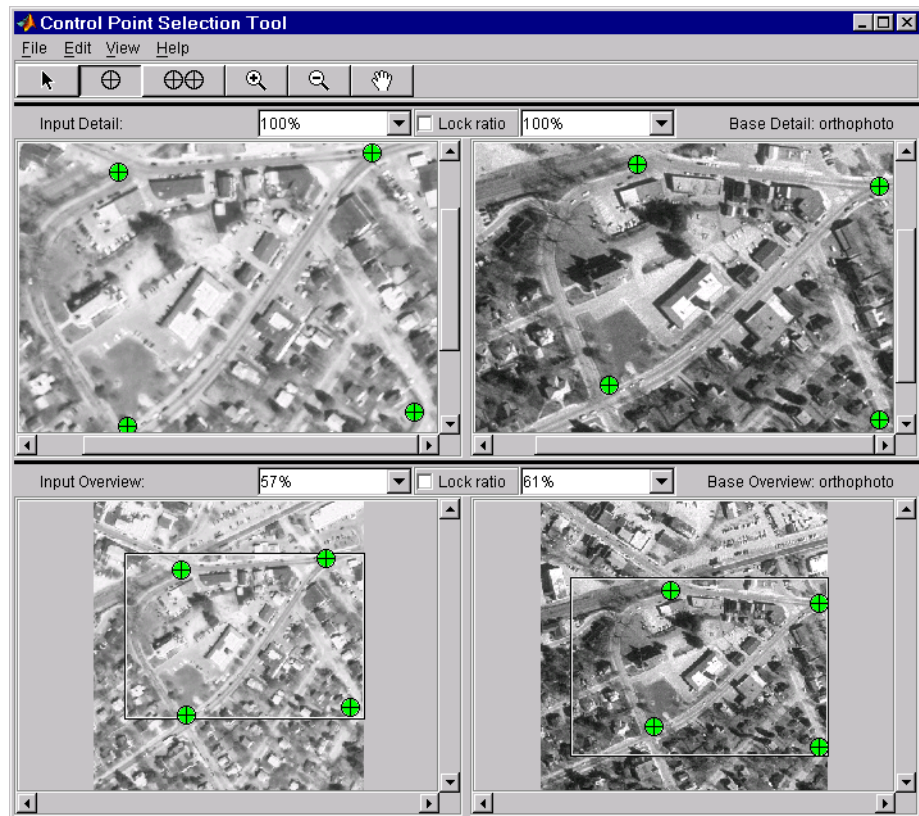 Control Point Selection Tool
File Edit View Help
Input Detail: 100% Lock ratio 100% Base Detail: orthophoto
Input Overview: 57% Lock ratio 61% Base Overview: orthophoto